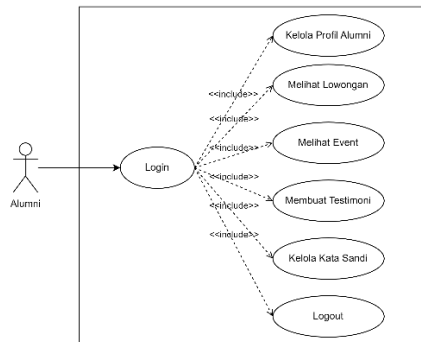 Kelola Profil Alumni
<<include>>
Melihat Lowongan
<<include>>
Melihat Event
<<include>>
Alumni
Login
<<include>>
Membuat Testimoni
<<include>>
Kelola Kata Sandi
<<include>>
Logout